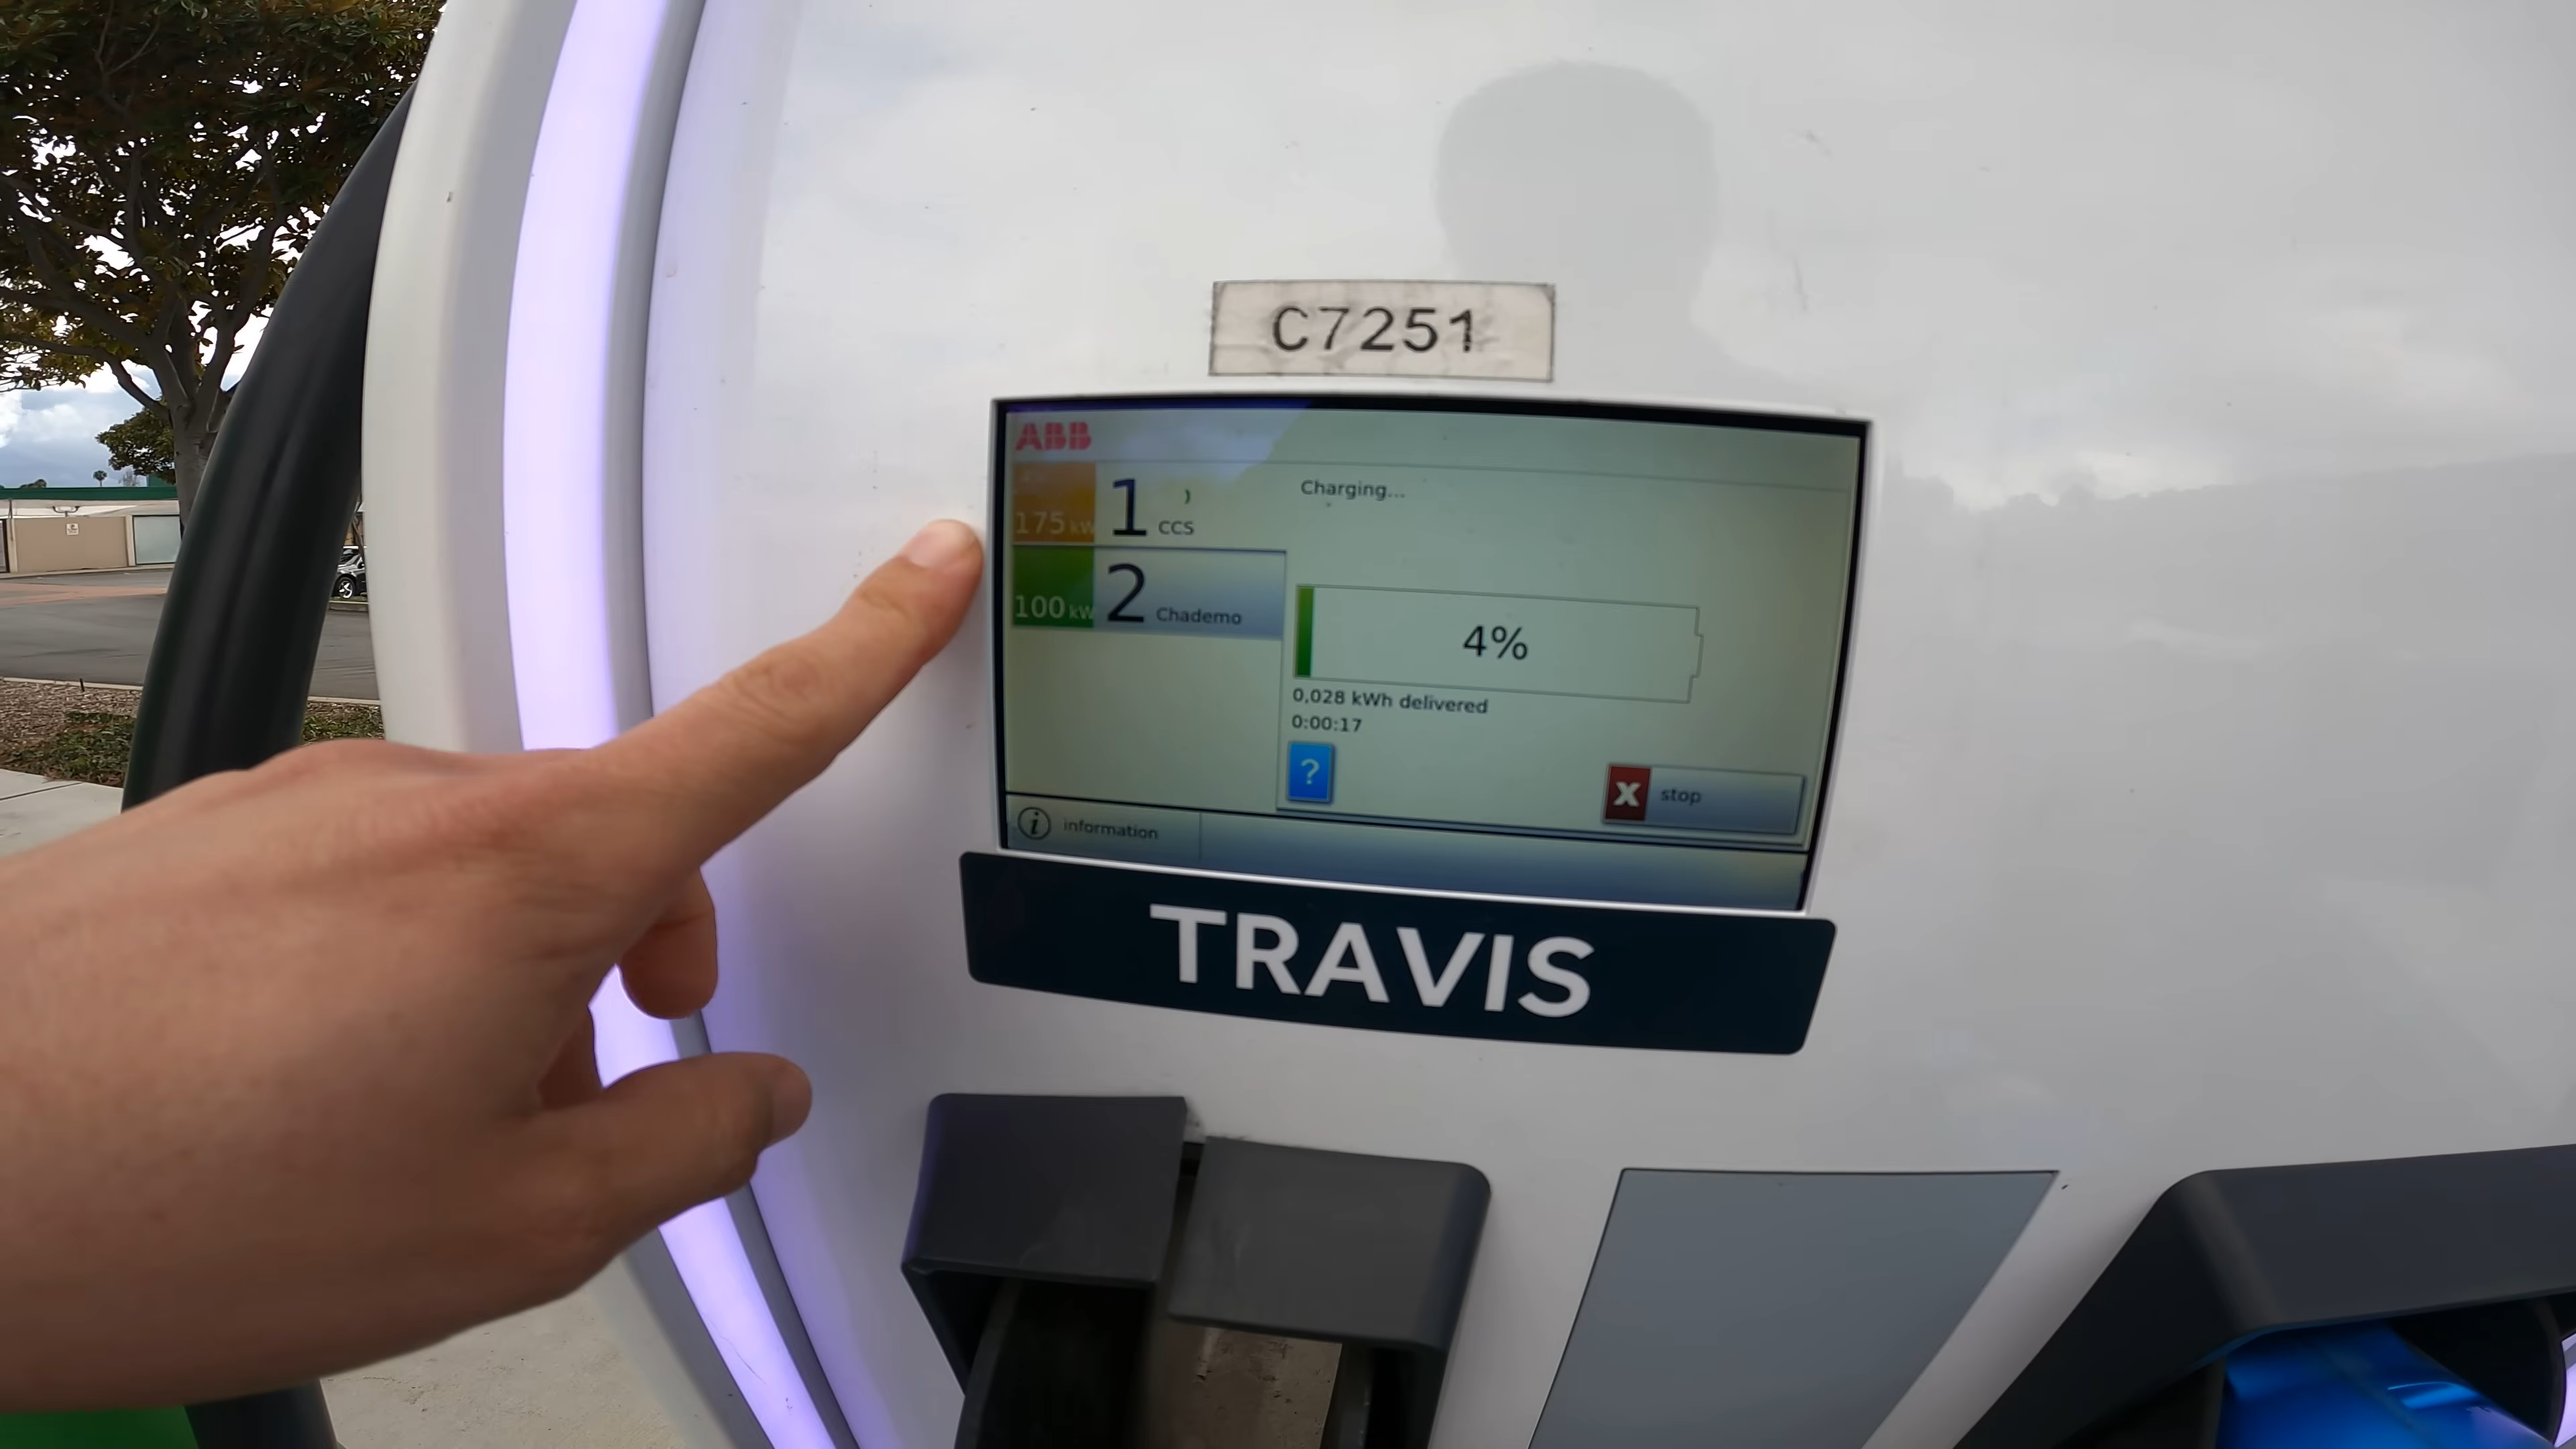 C7251
ABB
175 kW
1
CCS
100 kW
2
Chademo
Charging...
4%
0,028 kWh delivered
0:00:17
?
X stop
i information
TRAVIS